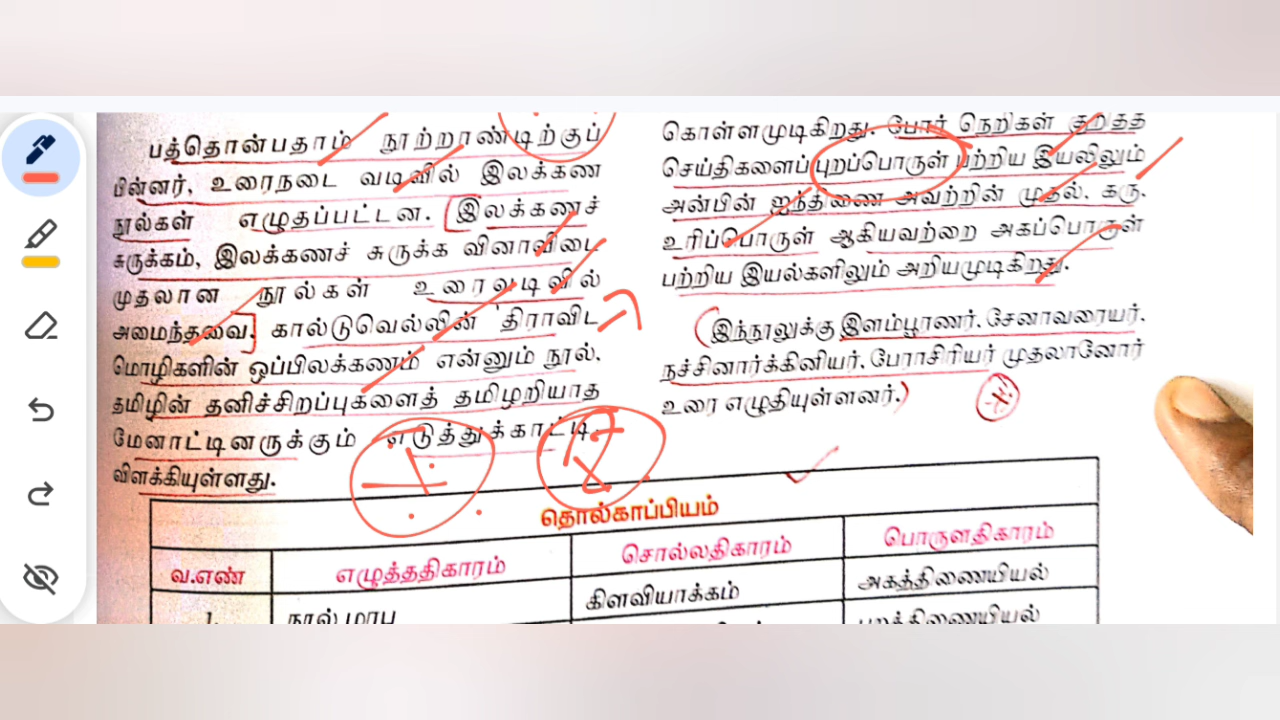 பத்தொன்பதாம் நூற்றாண்டிற்குப்
பின்னர், உரைநடை வடிவில் இலக்கண
நூல்கள் எழுதப்பட்டன. இலக்கணச்
சுருக்கம், இலக்கணச் சுருக்க வினாவிடை
முதலான நூல்கள் உரைவடிவில்
அமைந்தவை. கால்டுவெல்லின் 'திராவிட
மொழிகளின் ஒப்பிலக்கணம் என்னும் நூல்,
தமிழின் தனிச்சிறப்புகளைத் தமிழறியாத
மேனாட்டினருக்கும் எடுத்துக்காட்டி
விளக்கியுள்ளது.
கொள்ளமுடிகிறது. போர் நெறிகள் குறித்த
செய்திகளைப் புறப்பொருள் பற்றிய இயலிலும்
அன்பின் ஐந்திணை அவற்றின் முதல், கரு,
உரிப்பொருள் ஆகியவற்றை அகப்பொருள்
பற்றிய இயல்களிலும் அறியமுடிகிறது.
இந்நூலுக்கு இளம்பூரணர், சேனாவரையர்,
நச்சினார்க்கினியர், பேராசிரியர் முதலானோர்
உரை எழுதியுள்ளனர்.
தொல்காப்பியம்
வ.எண் எழுத்ததிகாரம் சொல்லதிகாரம் பொருளதிகாரம்
1. நூல் மரபு கிளவியாக்கம் அகத்திணையியல்
புறத்திணையியல்